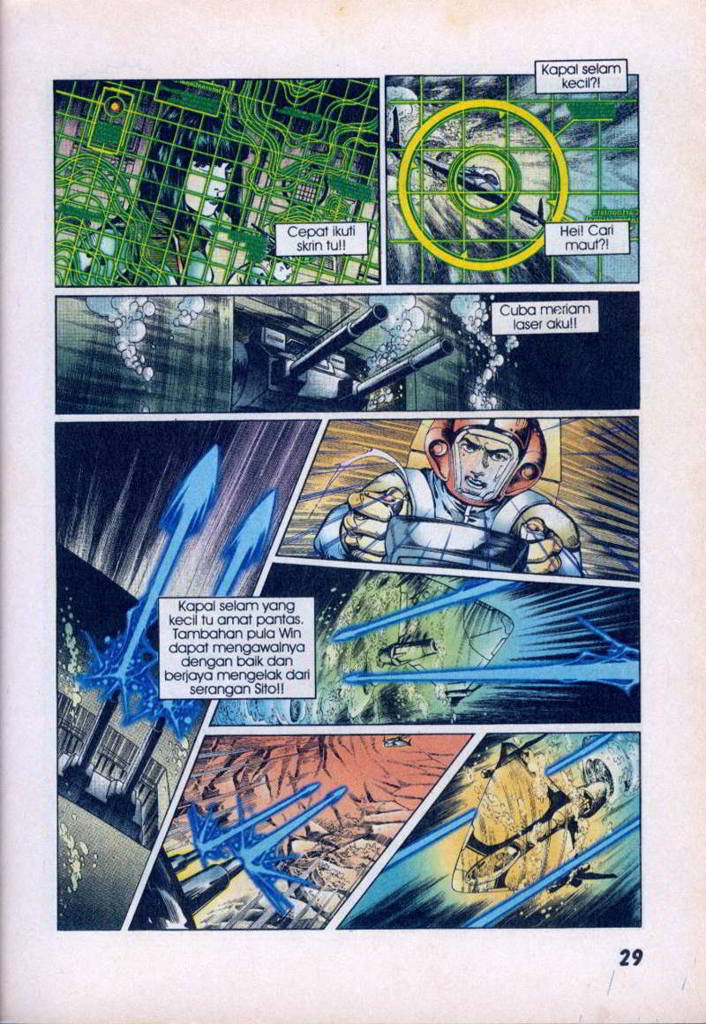 Cepat ikuti
skrin tu!!
Kapal selam
kecil?!
Hei! Cari
maut?!
Cuba meriam
laser aku!!
Kapal selam yang
kecil tu amat pantas.
Tambahan pula Win
dapat mengawalnya
dengan baik dan
berjaya mengelak dari
serangan Sito!!
29